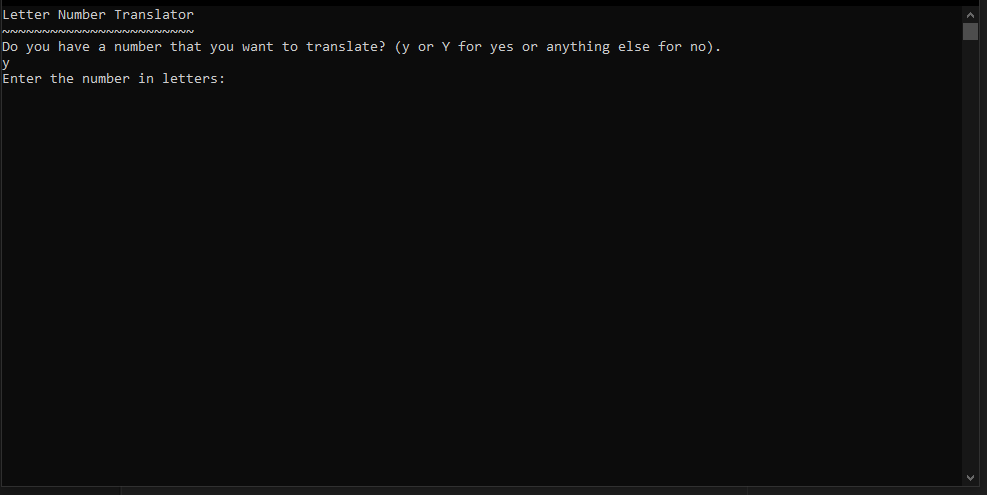 Letter Number Translator
~~~~~~~~~~~~~~~~~~~~~~~~
Do you have a number that you want to translate? (y or Y for yes or anything else for no).
y
Enter the number in letters: